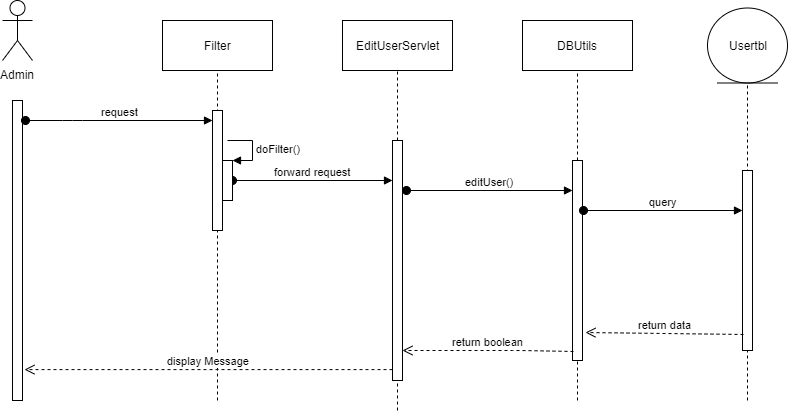 Admin
Filter
EditUserServlet
DBUtils
Usertbl
request
doFilter()
forward request
editUser()
query
return data
return boolean
display Message